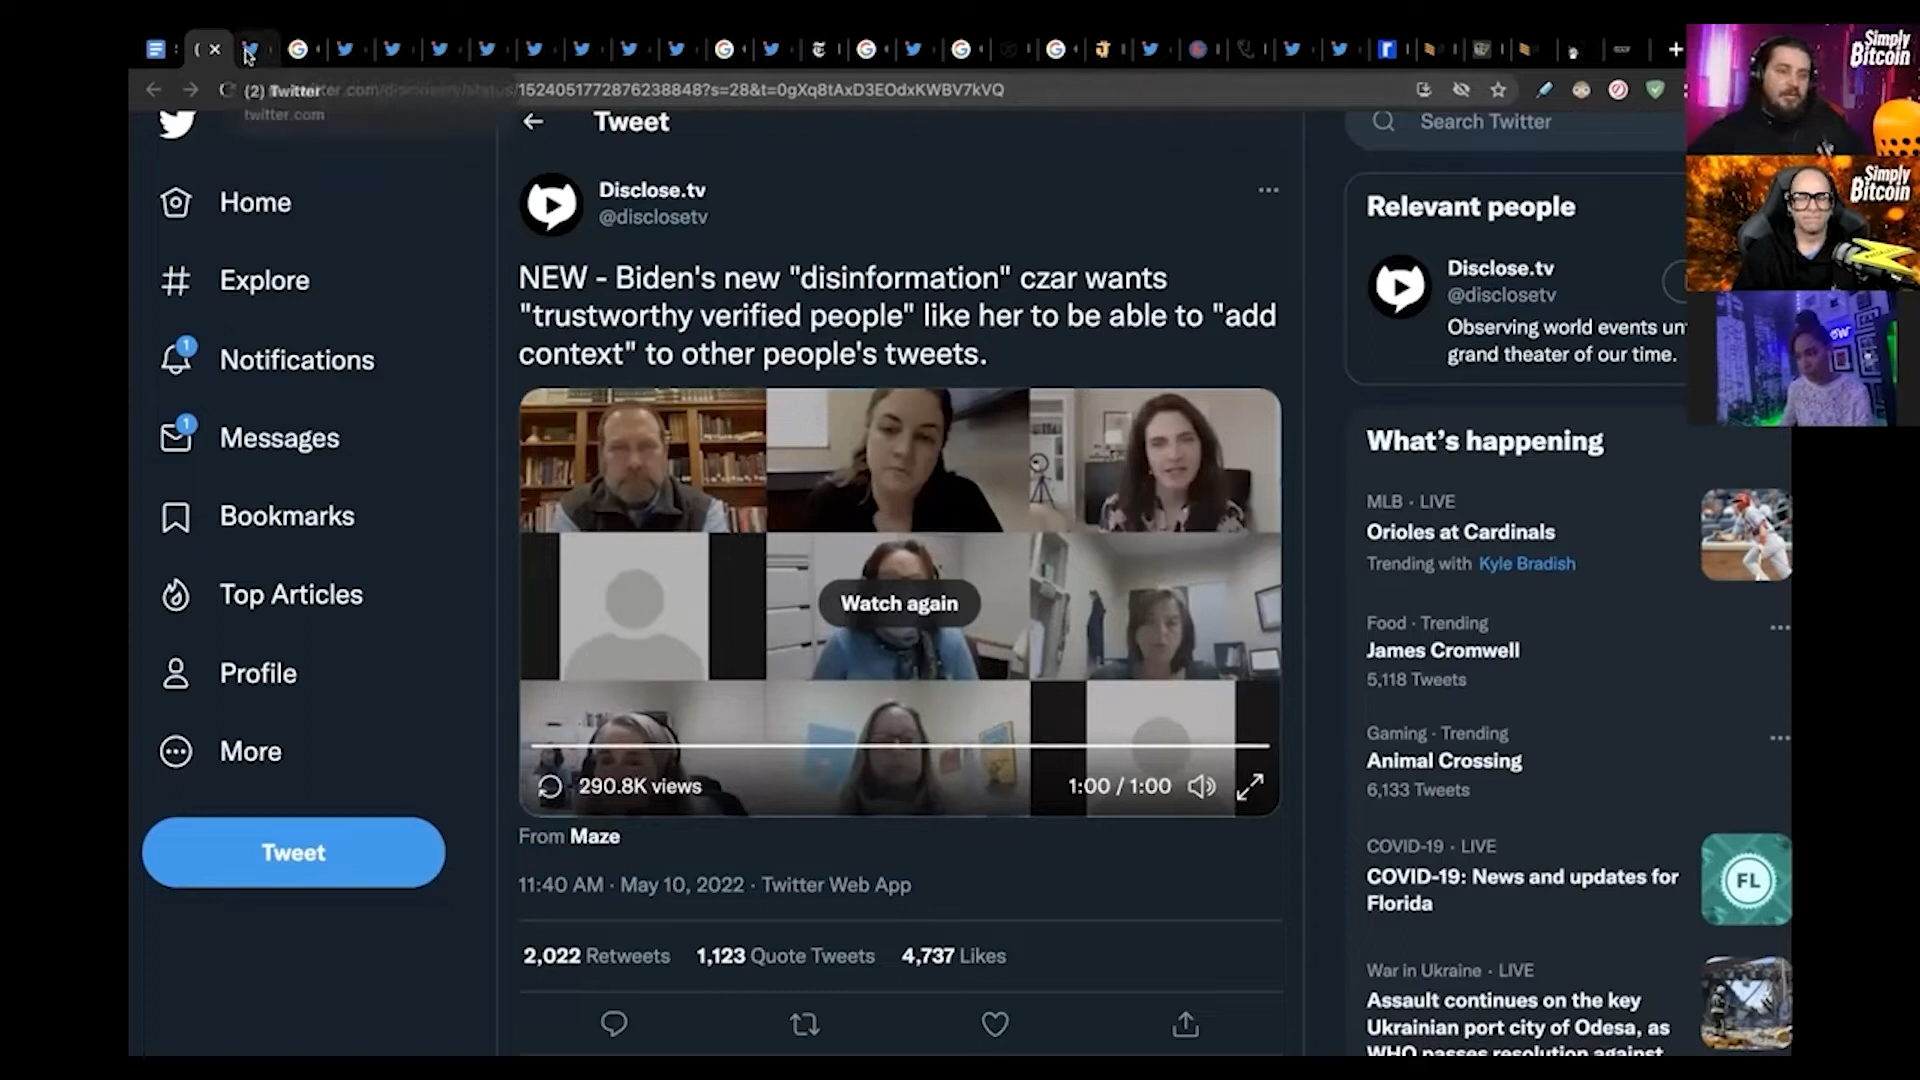 (2) Twitter
twitter.com
1524051772876238848?s=28&t=0gXq8tAxD3EOdxKWBV7kVQ
Tweet
Search Twitter
Home
Explore
1
Notifications
1
Messages
Bookmarks
Top Articles
Profile
More
Tweet
Disclose.tv
@disclosetv
NEW - Biden's new "disinformation" czar wants
"trustworthy verified people" like her to be able to "add
context" to other people's tweets.
Watch again
290.8K views
1:00 / 1:00
From Maze
11:40 AM · May 10, 2022 · Twitter Web App
2,022 Retweets 1,123 Quote Tweets 4,737 Likes
Relevant people
Disclose.tv
@disclosetv
Observing world events un
grand theater of our time.
What's happening
MLB · LIVE
Orioles at Cardinals
Trending with Kyle Bradish
Food · Trending
James Cromwell
5,118 Tweets
Gaming · Trending
Animal Crossing
6,133 Tweets
COVID-19 · LIVE
COVID-19: News and updates for
Florida
FL
War in Ukraine · LIVE
Assault continues on the key
Ukrainian port city of Odesa, as
WHO passes resolution against
Simply
Bitcoin
Simply
Bitcoin